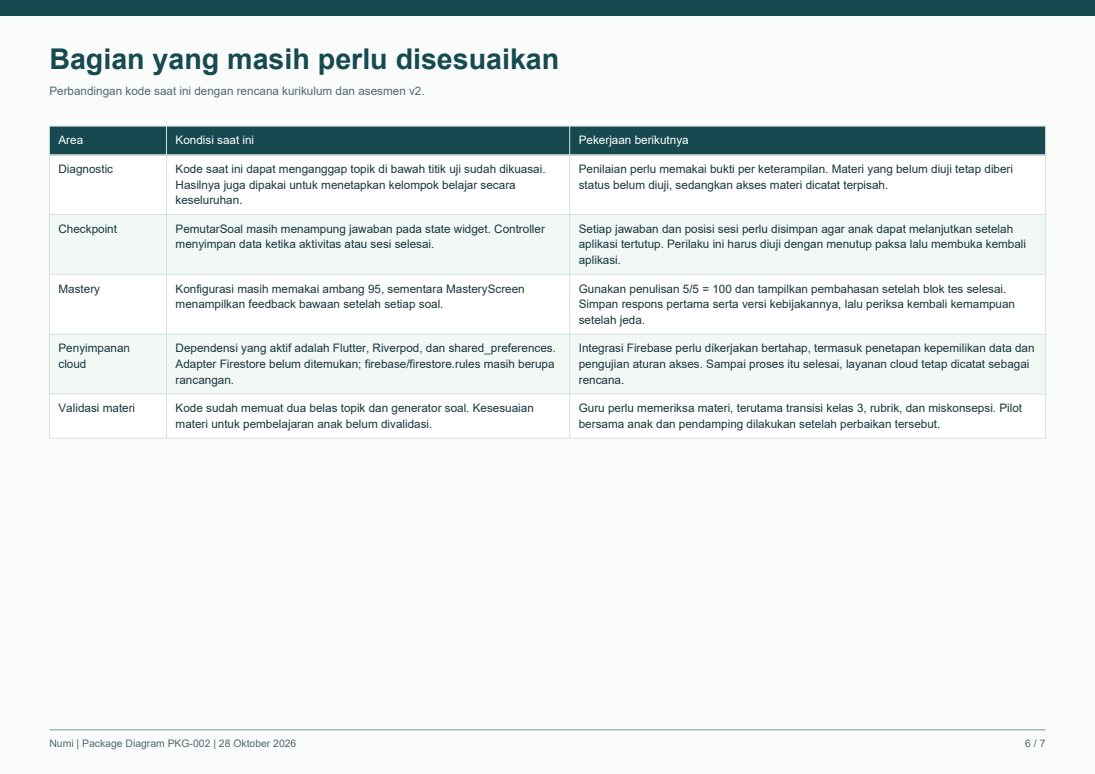 Bagian yang masih perlu disesuaikan
Perbandingan kode saat ini dengan rencana kurikulum dan asesmen v2.
Area
Kondisi saat ini
Pekerjaan berikutnya
Diagnostic
Kode saat ini dapat menganggap topik di bawah titik uji sudah dikuasai.
Hasilnya juga dipakai untuk menetapkan kelompok belajar secara
keseluruhan.
Penilaian perlu memakai bukti per keterampilan. Materi yang belum diuji tetap diberi
status belum diuji, sedangkan akses materi dicatat terpisah.
Checkpoint
PemutarSoal masih menampung jawaban pada state widget. Controller
menyimpan data ketika aktivitas atau sesi selesai.
Setiap jawaban dan posisi sesi perlu disimpan agar anak dapat melanjutkan setelah
aplikasi tertutup. Perilaku ini harus diuji dengan menutup paksa lalu membuka kembali
aplikasi.
Mastery
Konfigurasi masih memakai ambang 95, sementara MasteryScreen
menampilkan feedback bawaan setelah setiap soal.
Gunakan penulisan 5/5 = 100 dan tampilkan pembahasan setelah blok tes selesai.
Simpan respons pertama serta versi kebijakannya, lalu periksa kembali kemampuan
setelah jeda.
Penyimpanan
cloud
Dependensi yang aktif adalah Flutter, Riverpod, dan shared_preferences.
Adapter Firestore belum ditemukan; firebase/firestore.rules masih berupa
rancangan.
Integrasi Firebase perlu dikerjakan bertahap, termasuk penetapan kepemilikan data dan
pengujian aturan akses. Sampai proses itu selesai, layanan cloud tetap dicatat sebagai
rencana.
Validasi materi
Kode sudah memuat dua belas topik dan generator soal. Kesesuaian
materi untuk pembelajaran anak belum divalidasi.
Guru perlu memeriksa materi, terutama transisi kelas 3, rubrik, dan miskonsepsi. Pilot
bersama anak dan pendamping dilakukan setelah perbaikan tersebut.
Numi | Package Diagram PKG-002 | 28 Oktober 2026
6 / 7